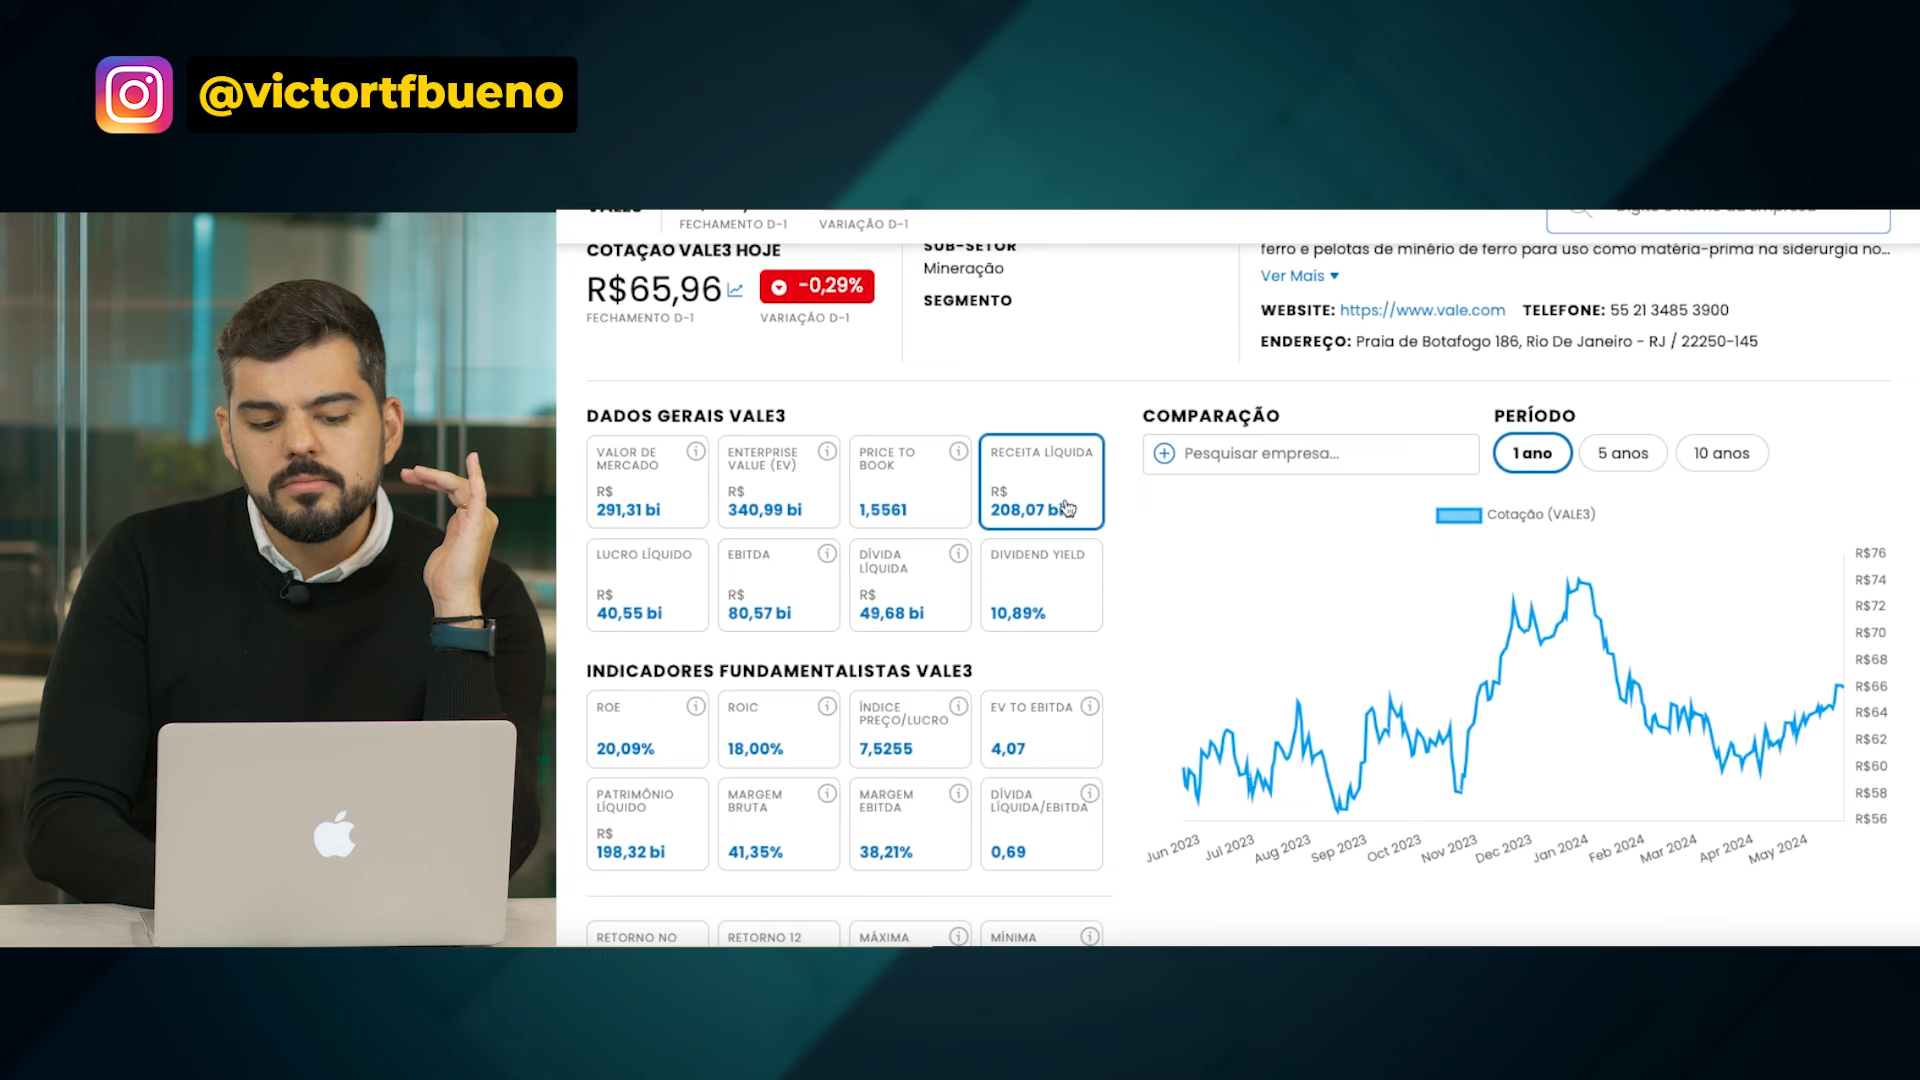 @victortfbueno
FECHAMENTO D-1
VARIAÇÃO D-1
COTAÇÃO VALE3 HOJE
R$65,96
-0,29%
FECHAMENTO D-1
VARIAÇÃO D-1
SUB-SETOR
Mineração
SEGMENTO
ferro e pelotas de minério de ferro para uso como matéria-prima na siderurgia no...
Ver Mais
WEBSITE: https://www.vale.com TELEFONE: 55 21 3485 3900
ENDEREÇO: Praia de Botafogo 186, Rio De Janeiro - RJ / 22250-145
DADOS GERAIS VALE3
VALOR DE
MERCADO
R$
291,31 bi
ENTERPRISE
VALUE (EV)
R$
340,99 bi
PRICE TO
BOOK
1,5561
RECEITA LÍQUIDA
R$
208,07 bi
LUCRO LÍQUIDO
R$
40,55 bi
EBITDA
R$
80,57 bi
DÍVIDA
LÍQUIDA
R$
49,68 bi
DIVIDEND YIELD
10,89%
INDICADORES FUNDAMENTALISTAS VALE3
ROE
20,09%
ROIC
18,00%
ÍNDICE
PREÇO/LUCRO
7,5255
EV TO EBITDA
4,07
PATRIMÔNIO
LÍQUIDO
R$
198,32 bi
MARGEM
BRUTA
41,35%
MARGEM
EBITDA
38,21%
DÍVIDA
LÍQUIDA/EBITDA
0,69
RETORNO NO
RETORNO 12
MÁXIMA
MÍNIMA
COMPARAÇÃO
Pesquisar empresa...
PERÍODO
1 ano
5 anos
10 anos
Cotação (VALE3)
R$76
R$74
R$72
R$70
R$68
R$66
R$64
R$62
R$60
R$58
R$56
Jun 2023
Jul 2023
Aug 2023
Sep 2023
Oct 2023
Nov 2023
Dec 2023
Jan 2024
Feb 2024
Mar 2024
Apr 2024
May 2024